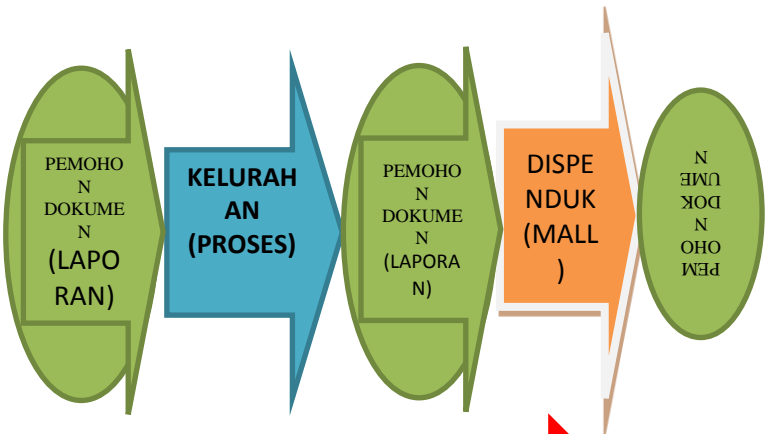 PEMOHO
N
DOKUME
N
(LAPO
RAN)
KELURAH
AN
(PROSES)
PEMOHO
N
DOKUME
N
(LAPORA
N)
DISPE
NDUK
(MALL
)
PEM
OHO
N
DOK
UME
N